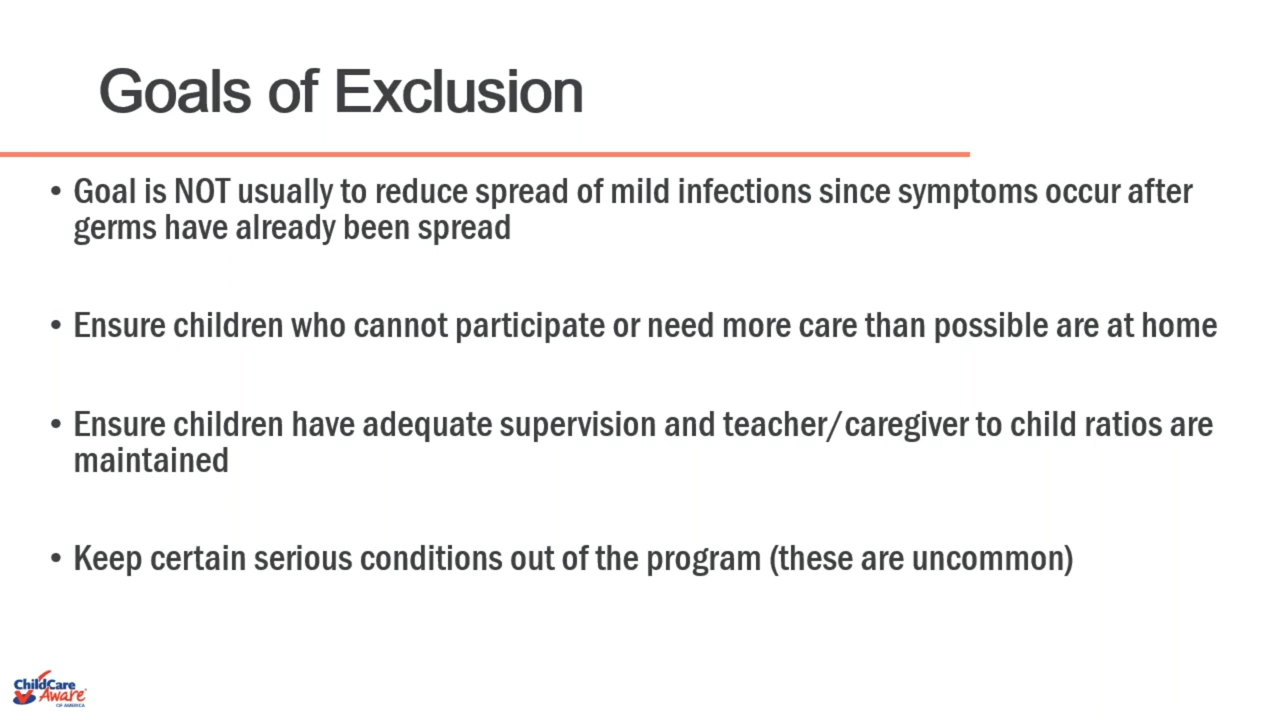 Goals of Exclusion
• Goal is NOT usually to reduce spread of mild infections since symptoms occur after
germs have already been spread
• Ensure children who cannot participate or need more care than possible are at home
• Ensure children have adequate supervision and teacher/caregiver to child ratios are
maintained
• Keep certain serious conditions out of the program (these are uncommon)
ChildCare
Aware®
OF AMERICA